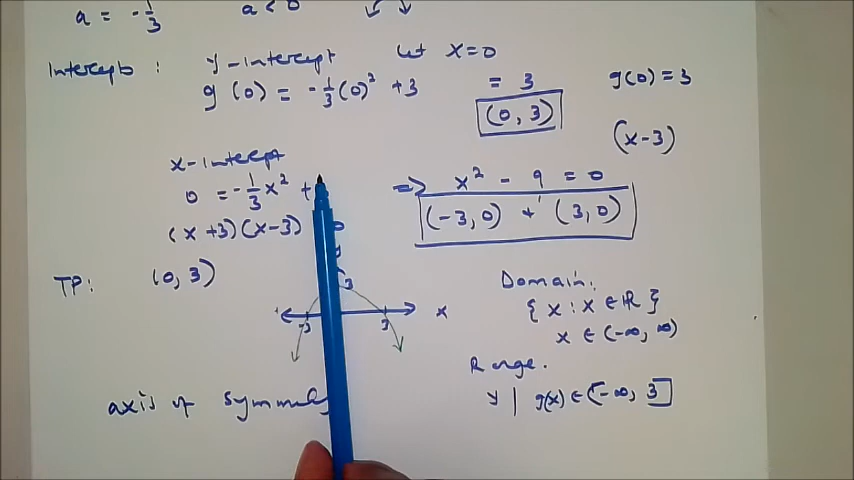 a = -1/3 a < 0
Intercepts : y-intercept let x=0
g(0) = -1/3(0)² + 3 = 3 g(0) = 3
(0, 3)
(x-3)
x-intercept
0 = -1/3 x² + => x² - 9 = 0
(x+3)(x-3) (-3, 0) + (3, 0)
TP: (0, 3)
3
-3 3 x
Domain:
{ x : x ∈ ℝ }
x ∈ (-∞, ∞)
Range.
axis of y | g(x) ∈ (-∞, 3]